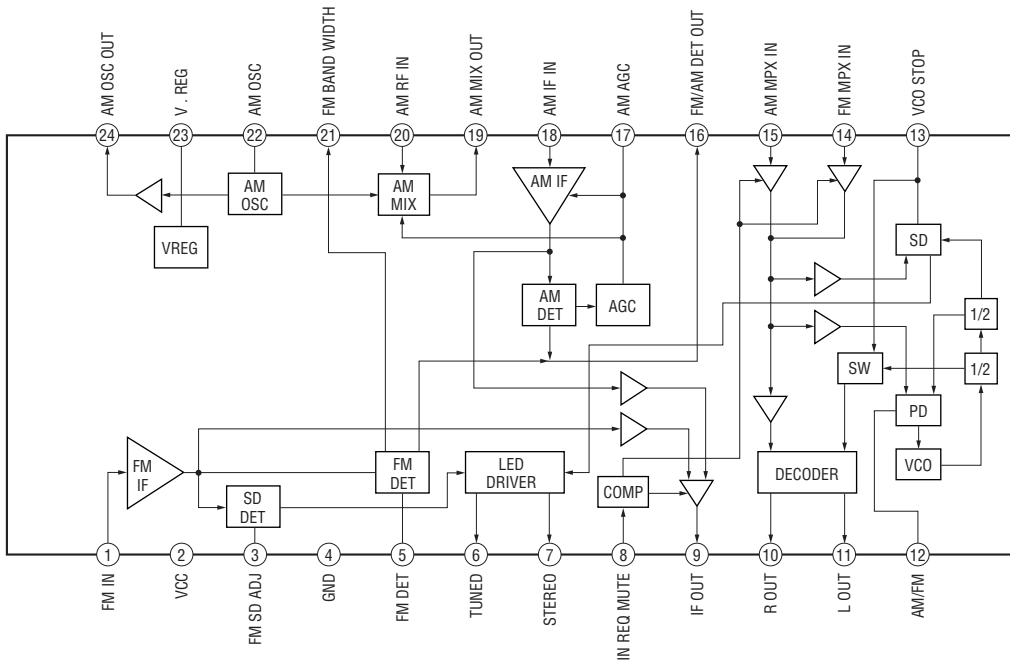 AM OSC OUT
V . REG
AM OSC
FM BAND WIDTH
AM RF IN
AM MIX OUT
AM IF IN
AM AGC
FM/AM DET OUT
AM MPX IN
FM MPX IN
VCO STOP
24
23
22
21
20
19
18
17
16
15
14
13
AM
OSC
AM
MIX
AM IF
VREG
SD
AM
DET
AGC
1/2
SW
1/2
PD
FM
IF
FM
DET
LED
DRIVER
COMP
DECODER
VCO
SD
DET
1
2
3
4
5
6
7
8
9
10
11
12
FM IN
VCC
FM SD ADJ
GND
FM DET
TUNED
STEREO
IN REQ MUTE
IF OUT
R OUT
L OUT
AM/FM